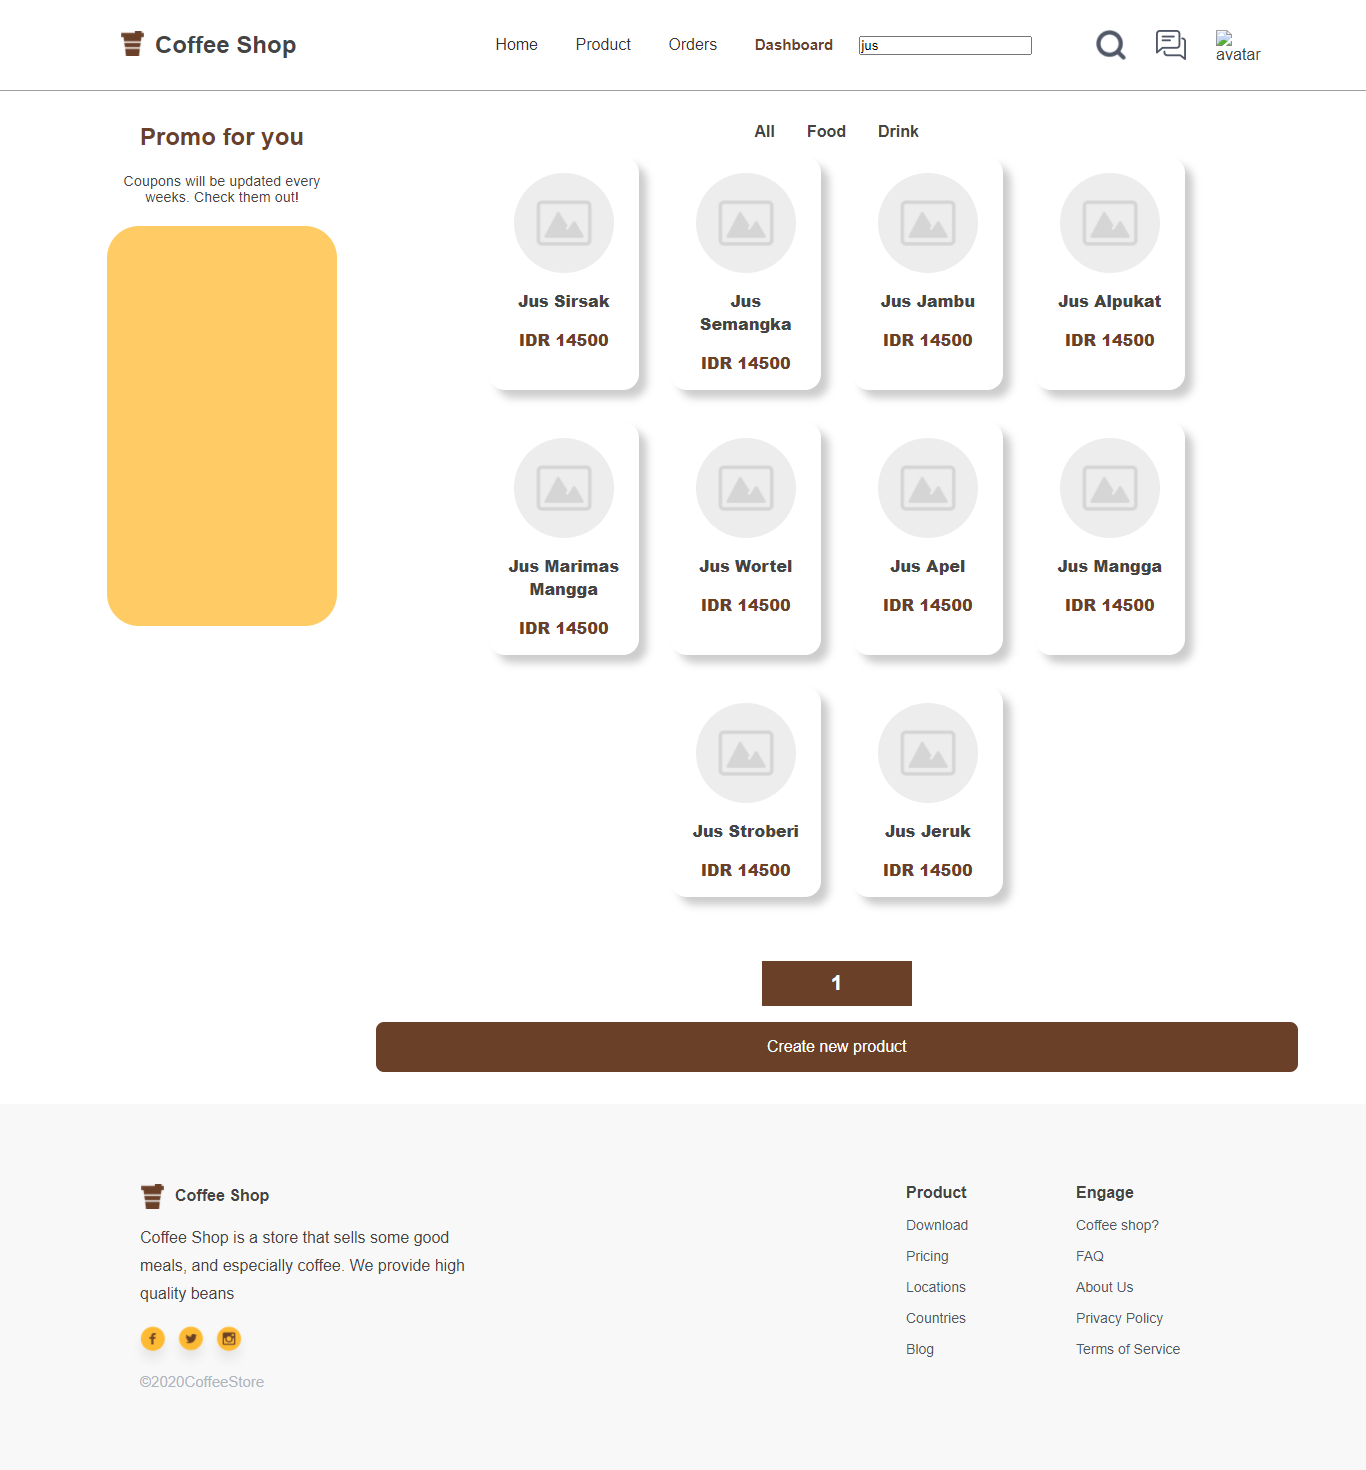 Coffee Shop
Home Product Orders Dashboard jus avatar
Promo for you
Coupons will be updated every
weeks. Check them out!
All Food Drink
Jus Sirsak
IDR 14500
Jus
Semangka
IDR 14500
Jus Jambu
IDR 14500
Jus Alpukat
IDR 14500
Jus Marimas
Mangga
IDR 14500
Jus Wortel
IDR 14500
Jus Apel
IDR 14500
Jus Mangga
IDR 14500
Jus Stroberi
IDR 14500
Jus Jeruk
IDR 14500
1
Create new product
Coffee Shop
Coffee Shop is a store that sells some good
meals, and especially coffee. We provide high
quality beans
©2020CoffeeStore
Product
Download
Pricing
Locations
Countries
Blog
Engage
Coffee shop?
FAQ
About Us
Privacy Policy
Terms of Service